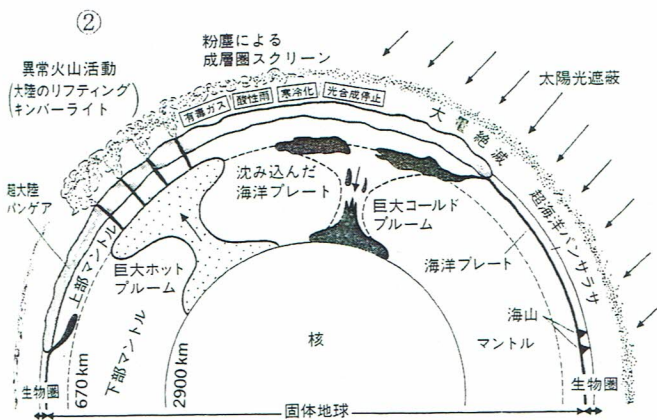 ②
粉塵による
成層圏スクリーン
異常火山活動
(大陸のリフティング
キンバーライト)
太陽光遮蔽
有毒ガス
酸性雨
寒冷化
光合成停止
大量絶滅
超大陸
パンゲア
沈み込んだ
海洋プレート
巨大コールド
プルーム
超海洋パンサラサ
上部マントル
巨大ホット
プルーム
海洋プレート
下部マントル
海山
核
マントル
生物圏
670km
2900km
生物圏
固体地球